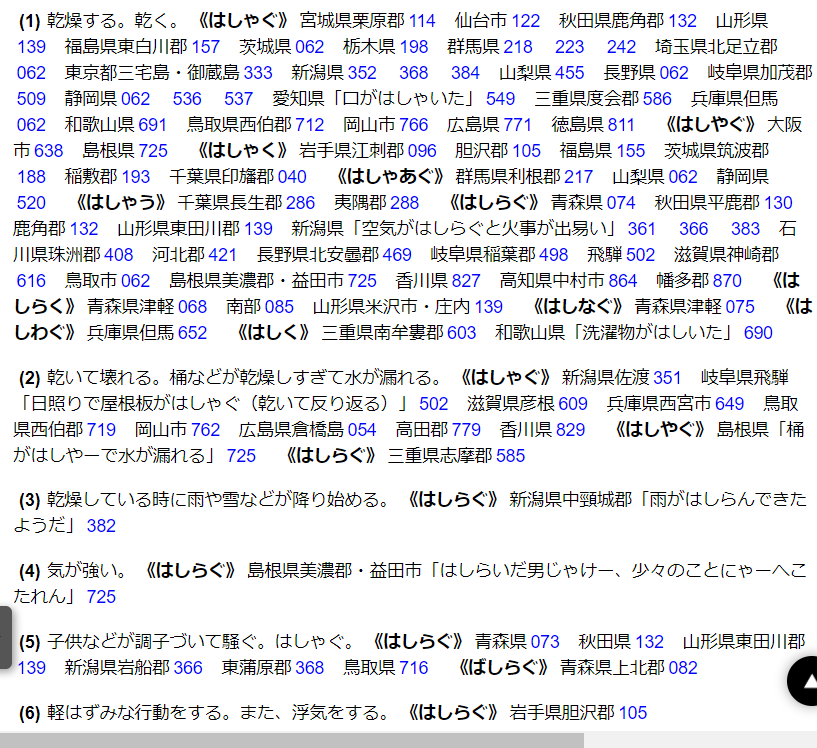 (1) 乾燥する。乾く。 《はしゃぐ》 宮城県栗原郡 114 仙台市 122 秋田県鹿角郡 132 山形県
139 福島県東白川郡 157 茨城県 062 栃木県 198 群馬県 218 223 242 埼玉県北足立郡
062 東京都三宅島・御蔵島 333 新潟県 352 368 384 山梨県 455 長野県 062 岐阜県加茂郡
509 静岡県 062 536 537 愛知県「口がはしゃいた」 549 三重県度会郡 586 兵庫県但馬
062 和歌山県 691 鳥取県西伯郡 712 岡山市 766 広島県 771 徳島県 811 《はしやぐ》 大阪
市 638 島根県 725 《はしゃく》 岩手県江刺郡 096 胆沢郡 105 福島県 155 茨城県筑波郡
188 稲敷郡 193 千葉県印旛郡 040 《はしゃあぐ》 群馬県利根郡 217 山梨県 062 静岡県
520 《はしゃう》 千葉県長生郡 286 夷隅郡 288 《はしらぐ》 青森県 074 秋田県平鹿郡 130
鹿角郡 132 山形県東田川郡 139 新潟県「空気がはしらぐと火事が出易い」 361 366 383 石
川県珠洲郡 408 河北郡 421 長野県北安曇郡 469 岐阜県稲葉郡 498 飛騨 502 滋賀県神崎郡
616 鳥取市 062 島根県美濃郡・益田市 725 香川県 827 高知県中村市 864 幡多郡 870 《は
しらく》 青森県津軽 068 南部 085 山形県米沢市・庄内 139 《はしなぐ》 青森県津軽 075 《は
しわぐ》 兵庫県但馬 652 《はしく》 三重県南牟婁郡 603 和歌山県「洗濯物がはしいた」 690
(2) 乾いて壊れる。桶などが乾燥しすぎて水が漏れる。 《はしゃぐ》 新潟県佐渡 351 岐阜県飛騨
「日照りで屋根板がはしゃぐ（乾いて反り返る）」 502 滋賀県彦根 609 兵庫県西宮市 649 鳥取
県西伯郡 719 岡山市 762 広島県倉橋島 054 高田郡 779 香川県 829 《はしやぐ》 島根県「桶
がはしやーで水が漏れる」 725 《はしらぐ》 三重県志摩郡 585
(3) 乾燥している時に雨や雪などが降り始める。 《はしらぐ》 新潟県中頸城郡「雨がはしらんできた
ようだ」 382
(4) 気が強い。 《はしらぐ》 島根県美濃郡・益田市「はしらいだ男じゃけー、少々のことにゃーへこ
たれん」 725
(5) 子供などが調子づいて騒ぐ。はしゃぐ。 《はしらぐ》 青森県 073 秋田県 132 山形県東田川郡
139 新潟県岩船郡 366 東蒲原郡 368 鳥取県 716 《ばしらぐ》 青森県上北郡 082
(6) 軽はずみな行動をする。また、浮気をする。 《はしらぐ》 岩手県胆沢郡 105